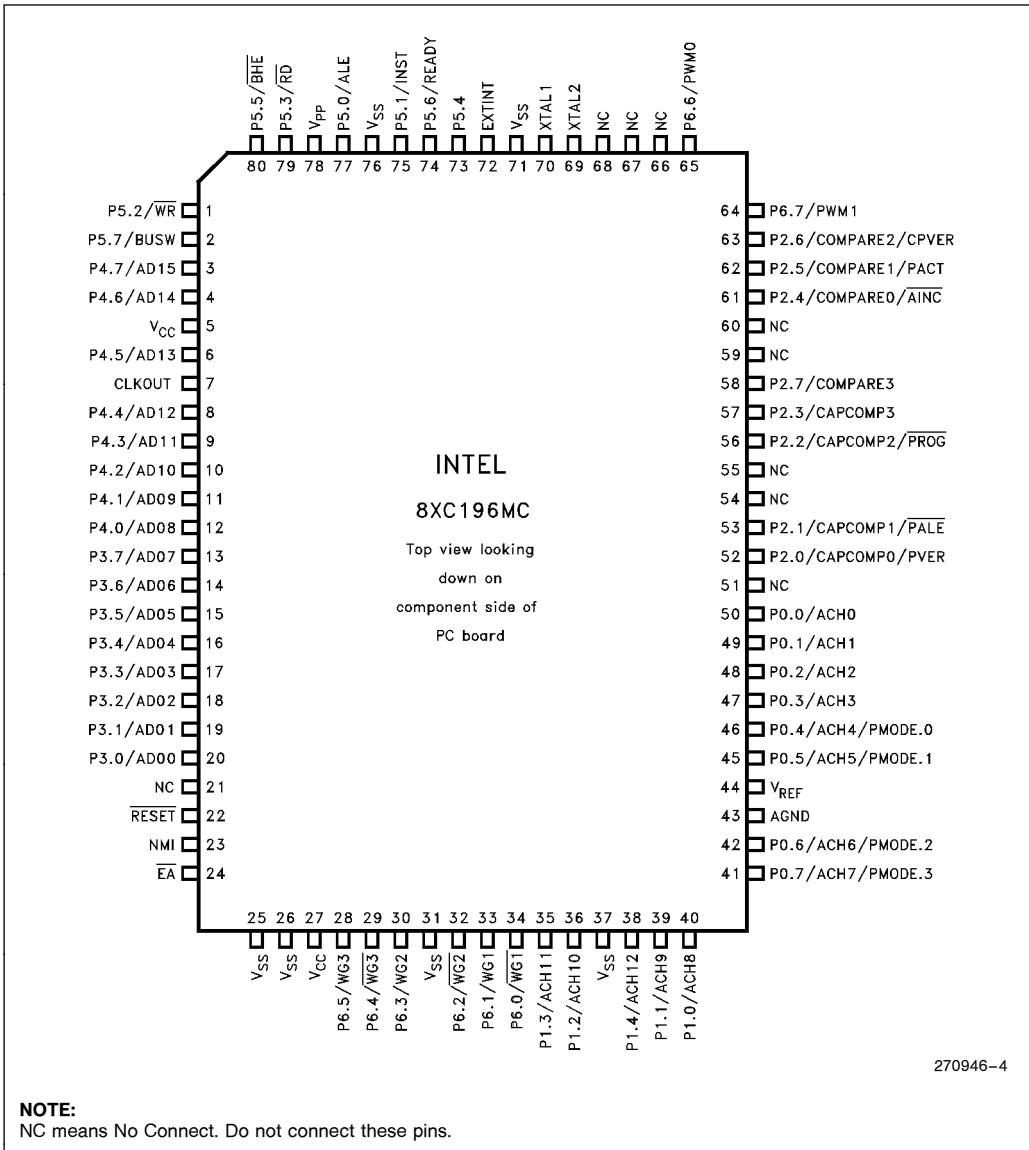 P5.5/B̅H̅E̅
P5.3/R̅D̅
VPP
P5.0/ALE
VSS
P5.1/INST
P5.6/READY
P5.4
EXTINT
VSS
XTAL1
XTAL2
NC
NC
NC
P6.6/PWM0
80 79 78 77 76 75 74 73 72 71 70 69 68 67 66 65
P5.2/W̅R̅ 1
P5.7/BUSW 2
P4.7/AD15 3
P4.6/AD14 4
VCC 5
P4.5/AD13 6
CLKOUT 7
P4.4/AD12 8
P4.3/AD11 9
P4.2/AD10 10
P4.1/AD09 11
P4.0/AD08 12
P3.7/AD07 13
P3.6/AD06 14
P3.5/AD05 15
P3.4/AD04 16
P3.3/AD03 17
P3.2/AD02 18
P3.1/AD01 19
P3.0/AD00 20
NC 21
R̅E̅S̅E̅T̅ 22
NMI 23
E̅A̅ 24
INTEL
8XC196MC
Top view looking
down on
component side of
PC board
64 P6.7/PWM1
63 P2.6/COMPARE2/CPVER
62 P2.5/COMPARE1/PACT
61 P2.4/COMPARE0/A̅I̅N̅C̅
60 NC
59 NC
58 P2.7/COMPARE3
57 P2.3/CAPCOMP3
56 P2.2/CAPCOMP2/P̅R̅O̅G̅
55 NC
54 NC
53 P2.1/CAPCOMP1/P̅A̅L̅E̅
52 P2.0/CAPCOMP0/PVER
51 NC
50 P0.0/ACH0
49 P0.1/ACH1
48 P0.2/ACH2
47 P0.3/ACH3
46 P0.4/ACH4/PMODE.0
45 P0.5/ACH5/PMODE.1
44 VREF
43 AGND
42 P0.6/ACH6/PMODE.2
41 P0.7/ACH7/PMODE.3
25 26 27 28 29 30 31 32 33 34 35 36 37 38 39 40
VSS
VSS
VCC
P6.5/WG3
P6.4/W̅G̅3̅
P6.3/WG2
VSS
P6.2/W̅G̅2̅
P6.1/WG1
P6.0/W̅G̅1̅
P1.3/ACH11
P1.2/ACH10
VSS
P1.4/ACH12
P1.1/ACH9
P1.0/ACH8
270946–4
NOTE:
NC means No Connect. Do not connect these pins.